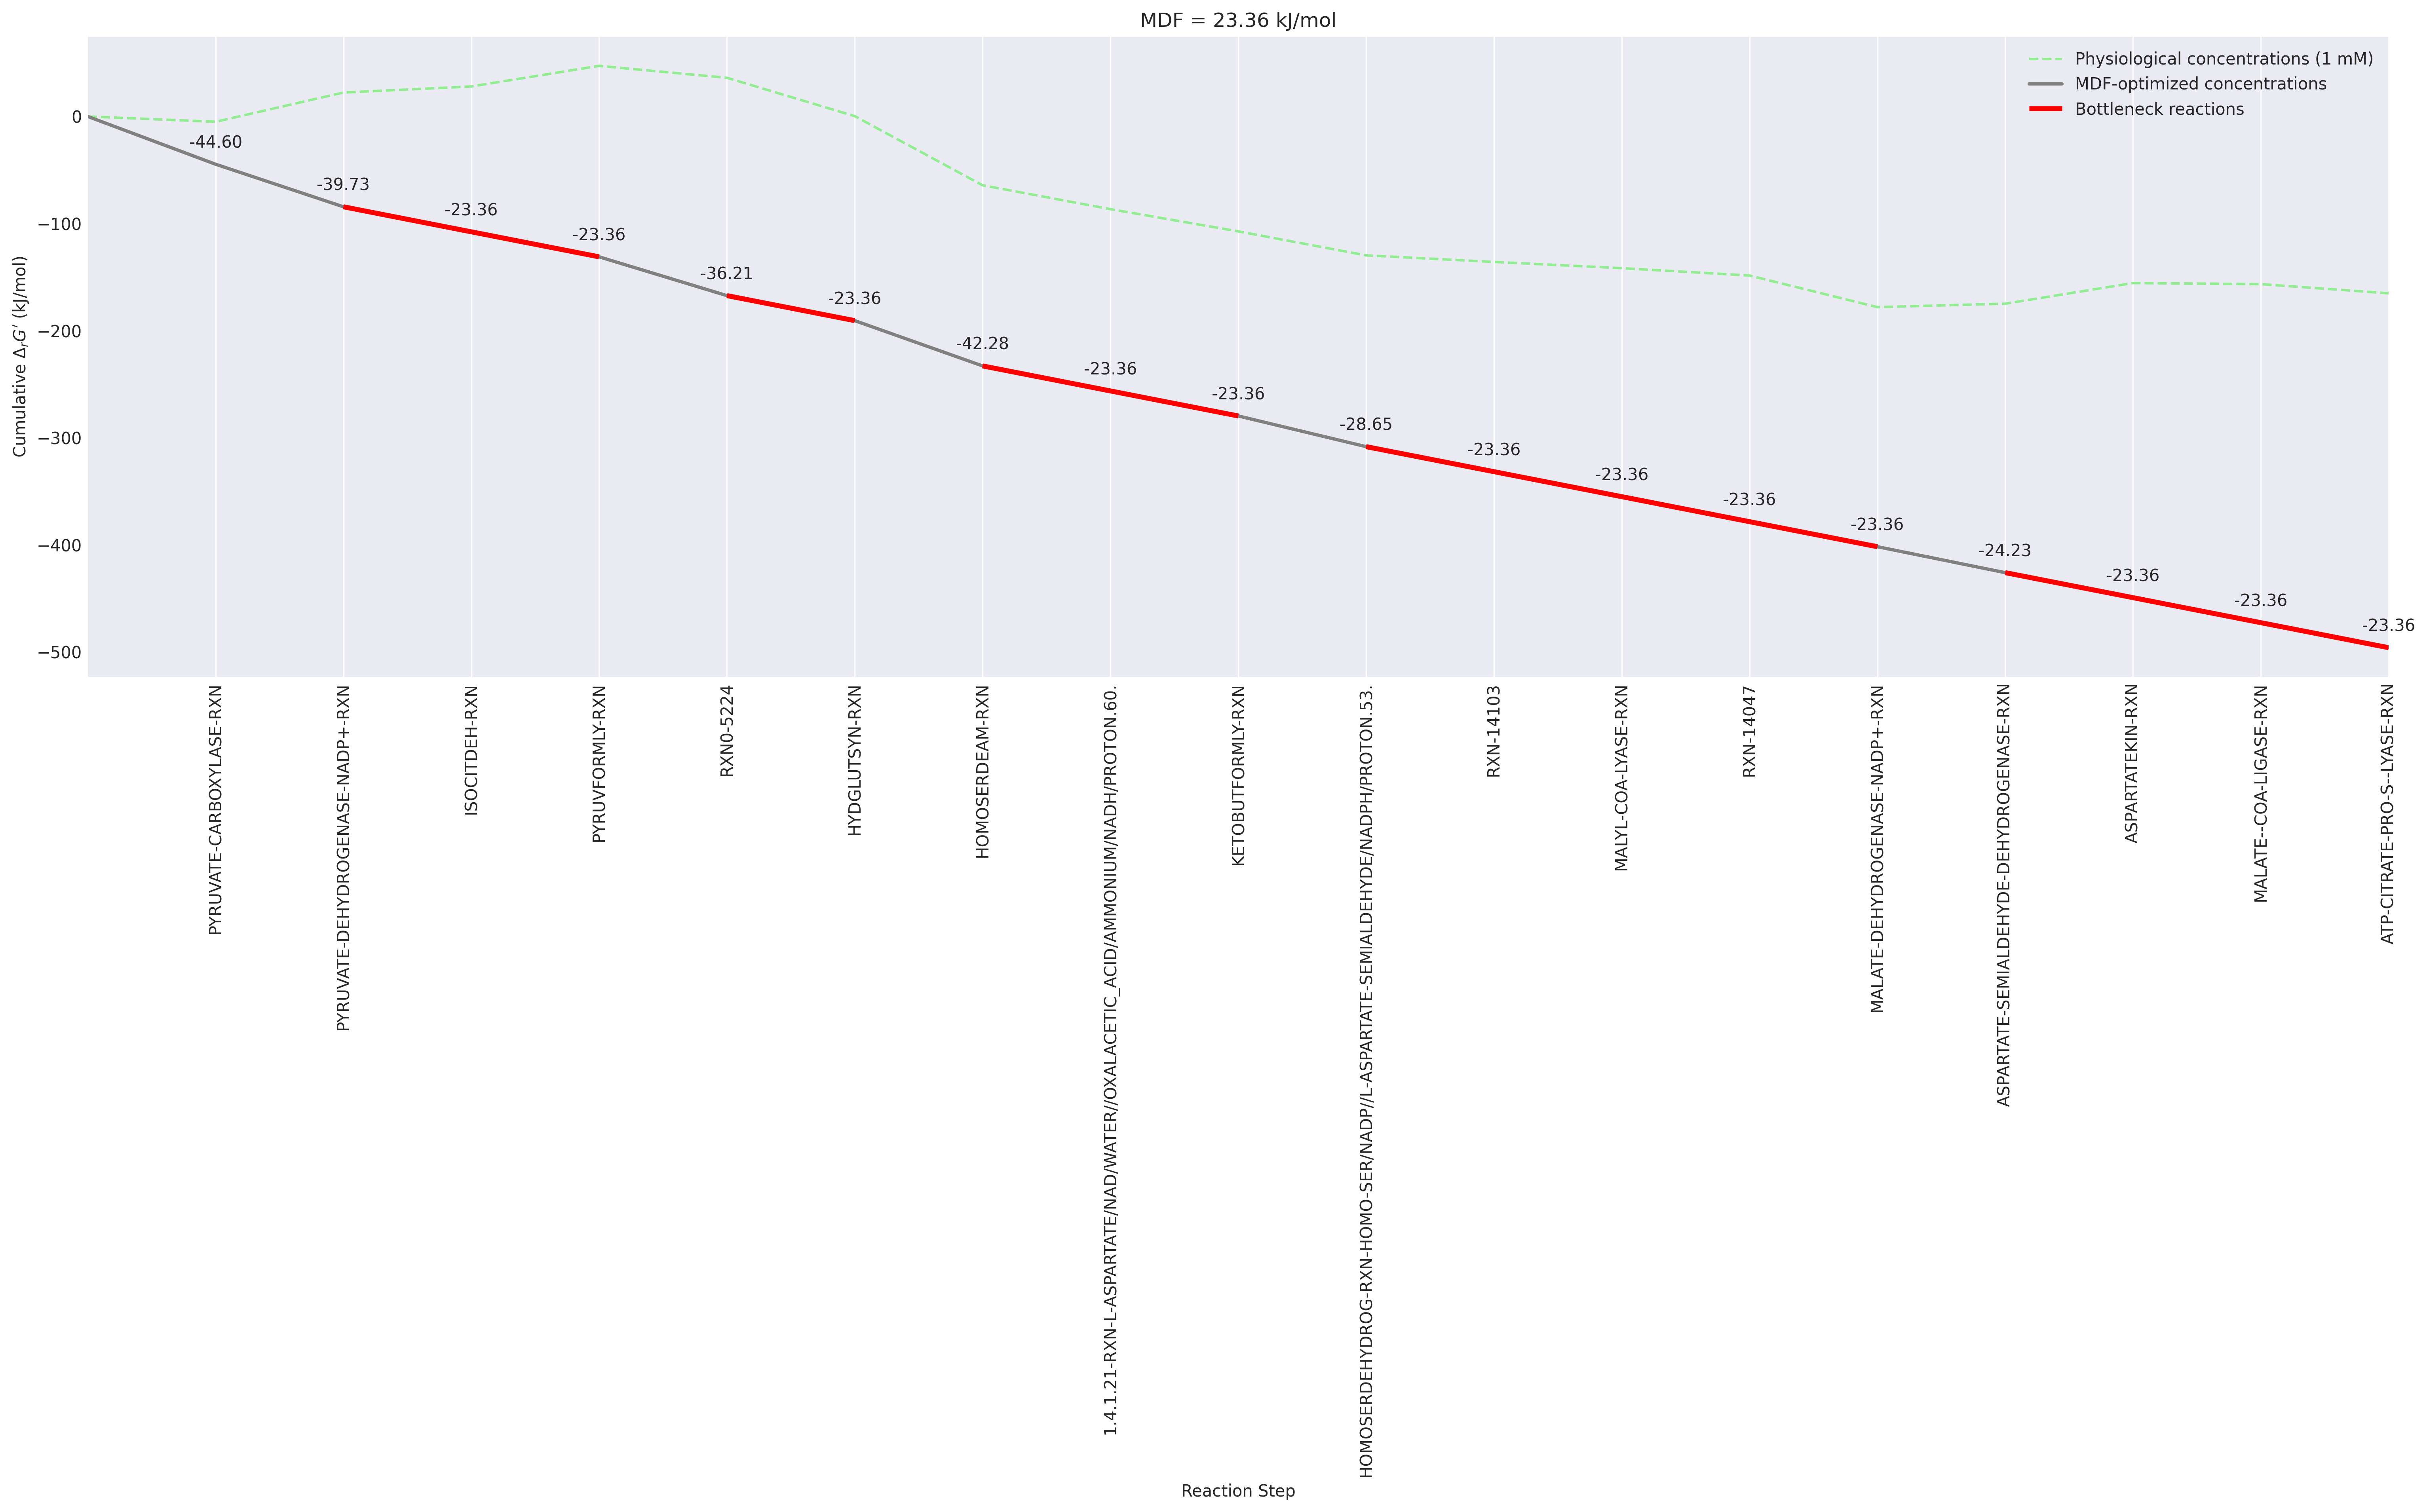 MDF = 23.36 kJ/mol
Physiological concentrations (1 mM)
MDF-optimized concentrations
Bottleneck reactions
Cumulative ΔrG′ (kJ/mol)
0
−100
−200
−300
−400
−500
-44.60
-39.73
-23.36
-23.36
-36.21
-23.36
-42.28
-23.36
-23.36
-28.65
-23.36
-23.36
-23.36
-23.36
-24.23
-23.36
-23.36
-23.36
PYRUVATE-CARBOXYLASE-RXN
PYRUVATE-DEHYDROGENASE-NADP+-RXN
ISOCITDEH-RXN
PYRUVFORMLY-RXN
RXN0-5224
HYDGLUTSYN-RXN
HOMOSERDEAM-RXN
1.4.1.21-RXN-L-ASPARTATE/NAD/WATER//OXALACETIC_ACID/AMMONIUM/NADH/PROTON.60.
KETOBUTFORMLY-RXN
HOMOSERDEHYDROG-RXN-HOMO-SER/NADP//L-ASPARTATE-SEMIALDEHYDE/NADPH/PROTON.53.
RXN-14103
MALYL-COA-LYASE-RXN
RXN-14047
MALATE-DEHYDROGENASE-NADP+-RXN
ASPARTATE-SEMIALDEHYDE-DEHYDROGENASE-RXN
ASPARTATEKIN-RXN
MALATE--COA-LIGASE-RXN
ATP-CITRATE-PRO-S--LYASE-RXN
Reaction Step